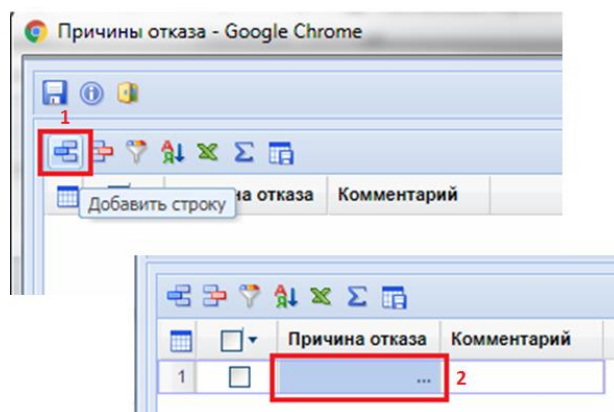 Причины отказа - Google Chrome
1
на отказа Комментарий
Добавить строку
Причина отказа Комментарий
1 ... 2